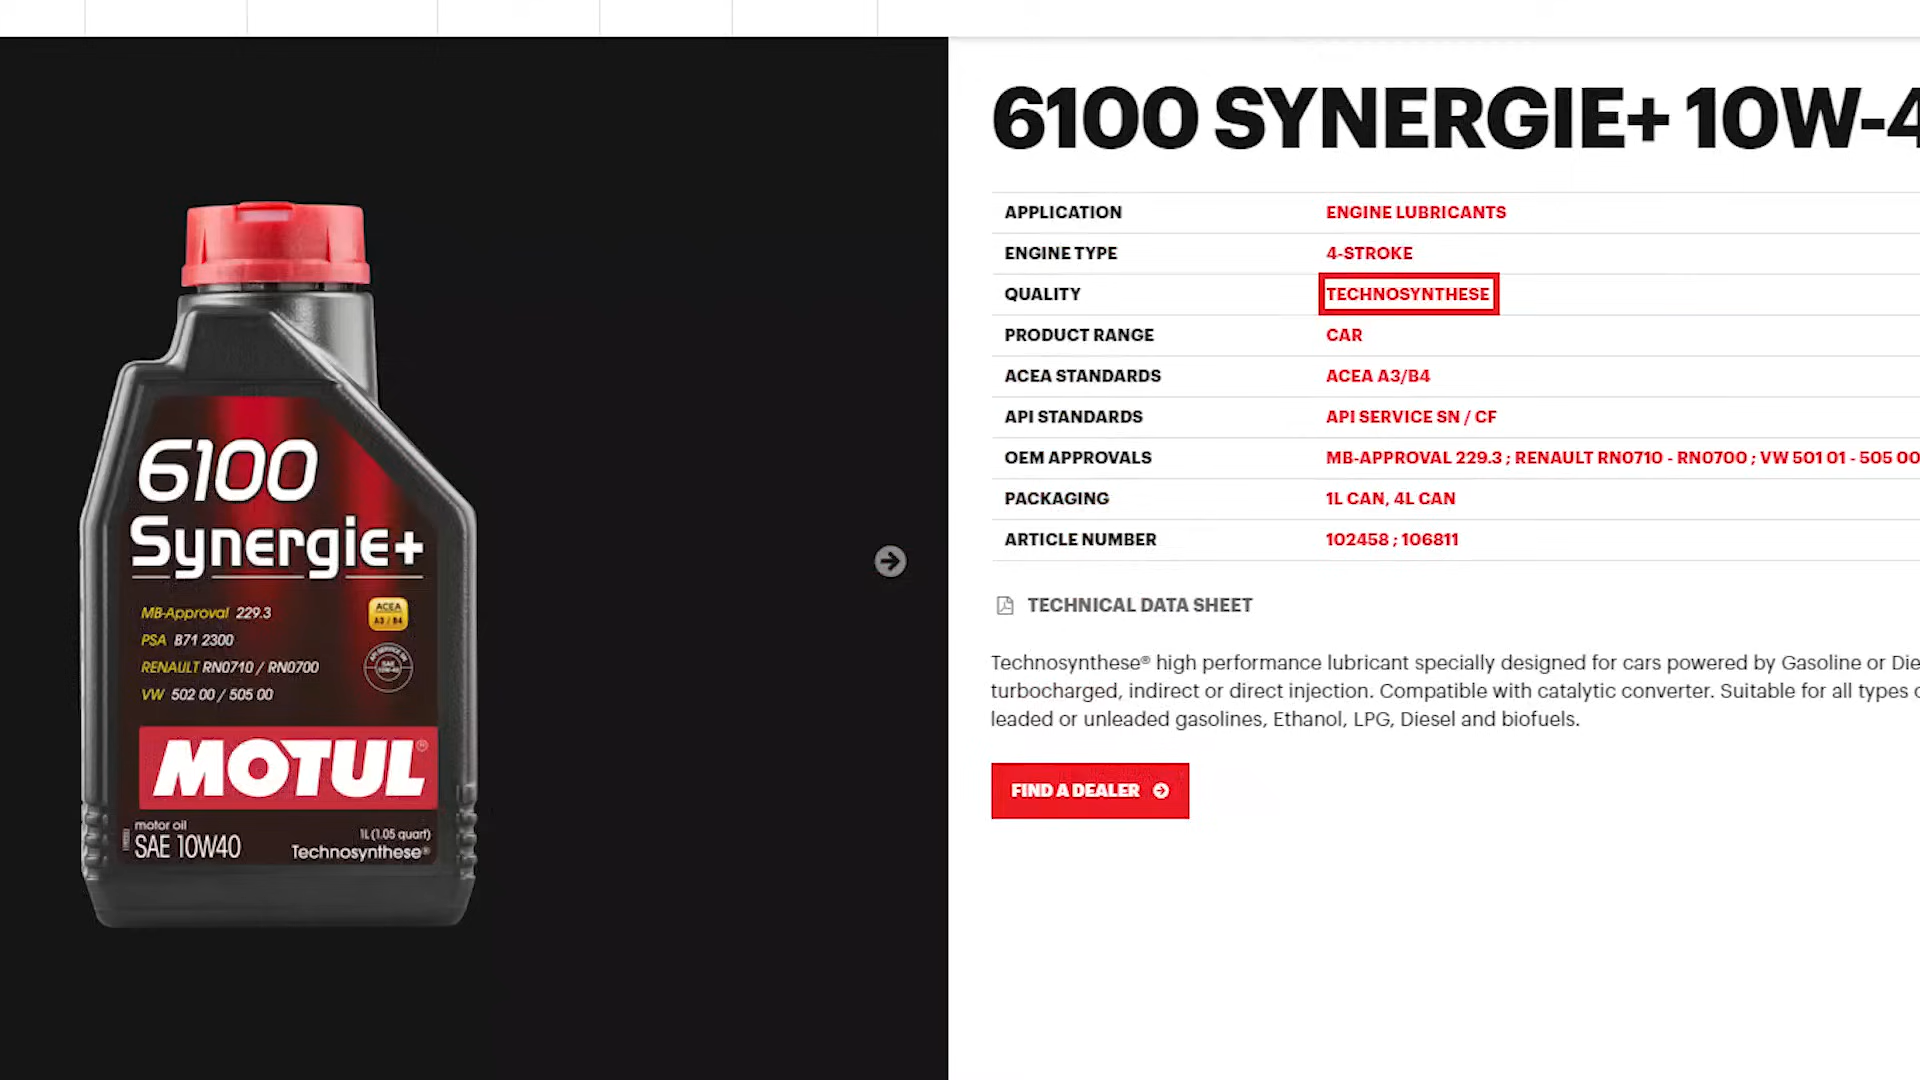 6100 SYNERGIE+ 10W-4
APPLICATION ENGINE LUBRICANTS
ENGINE TYPE 4-STROKE
QUALITY TECHNOSYNTHESE
PRODUCT RANGE CAR
ACEA STANDARDS ACEA A3/B4
API STANDARDS API SERVICE SN / CF
OEM APPROVALS MB-APPROVAL 229.3 ; RENAULT RN0710 - RN0700 ; VW 501 01 - 505 00
PACKAGING 1L CAN, 4L CAN
ARTICLE NUMBER 102458 ; 106811
TECHNICAL DATA SHEET
Technosynthese® high performance lubricant specially designed for cars powered by Gasoline or Die
turbocharged, indirect or direct injection. Compatible with catalytic converter. Suitable for all types o
leaded or unleaded gasolines, Ethanol, LPG, Diesel and biofuels.
FIND A DEALER
6100
Synergie+
MB-Approval 229.3
PSA B71 2300
RENAULT RN0710 / RN0700
VW 502 00 / 505 00
ACEA
A3 / B4
API SERVICE SN
SAE
10W-40
MOTUL®
motor oil
SAE 10W40
1L (1.05 quart)
Technosynthese®